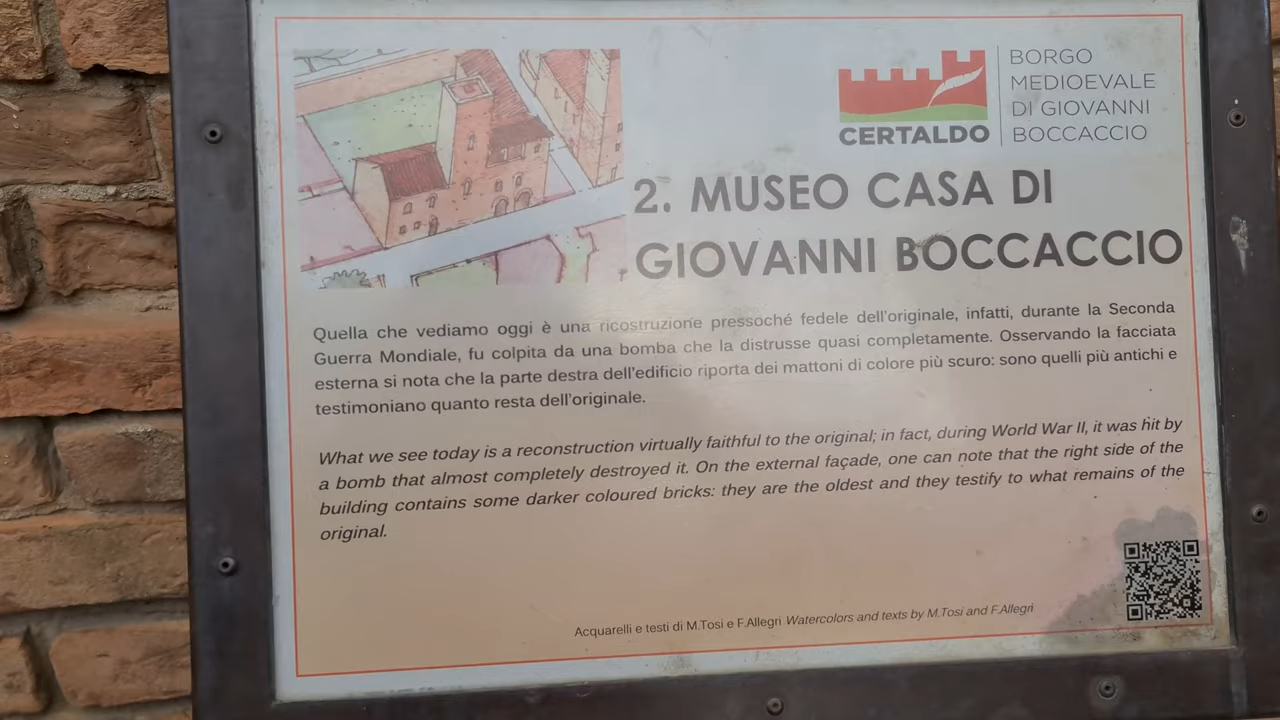 BORGO
MEDIOEVALE
DI GIOVANNI
BOCCACCIO
CERTALDO
2. MUSEO CASA DI
GIOVANNI BOCCACCIO
Quella che vediamo oggi è una ricostruzione pressoché fedele dell'originale, infatti, durante la Seconda
Guerra Mondiale, fu colpita da una bomba che la distrusse quasi completamente. Osservando la facciata
esterna si nota che la parte destra dell'edificio riporta dei mattoni di colore più scuro: sono quelli più antichi e
testimoniano quanto resta dell'originale.
What we see today is a reconstruction virtually faithful to the original; in fact, during World War II, it was hit by
a bomb that almost completely destroyed it. On the external façade, one can note that the right side of the
building contains some darker coloured bricks: they are the oldest and they testify to what remains of the
original.
Acquarelli e testi di M.Tosi e F.Allegri Watercolors and texts by M.Tosi and F.Allegri